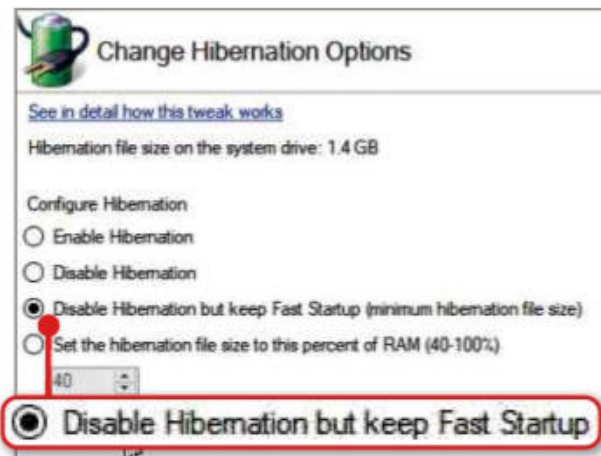 Change Hibernation Options
See in detail how this tweak works
Hibernation file size on the system drive: 1.4 GB
Configure Hibernation
Enable Hibernation
Disable Hibernation
Disable Hibernation but keep Fast Startup (minimum hibernation file size)
Set the hibernation file size to this percent of RAM (40-100%)
40
Disable Hibernation but keep Fast Startup